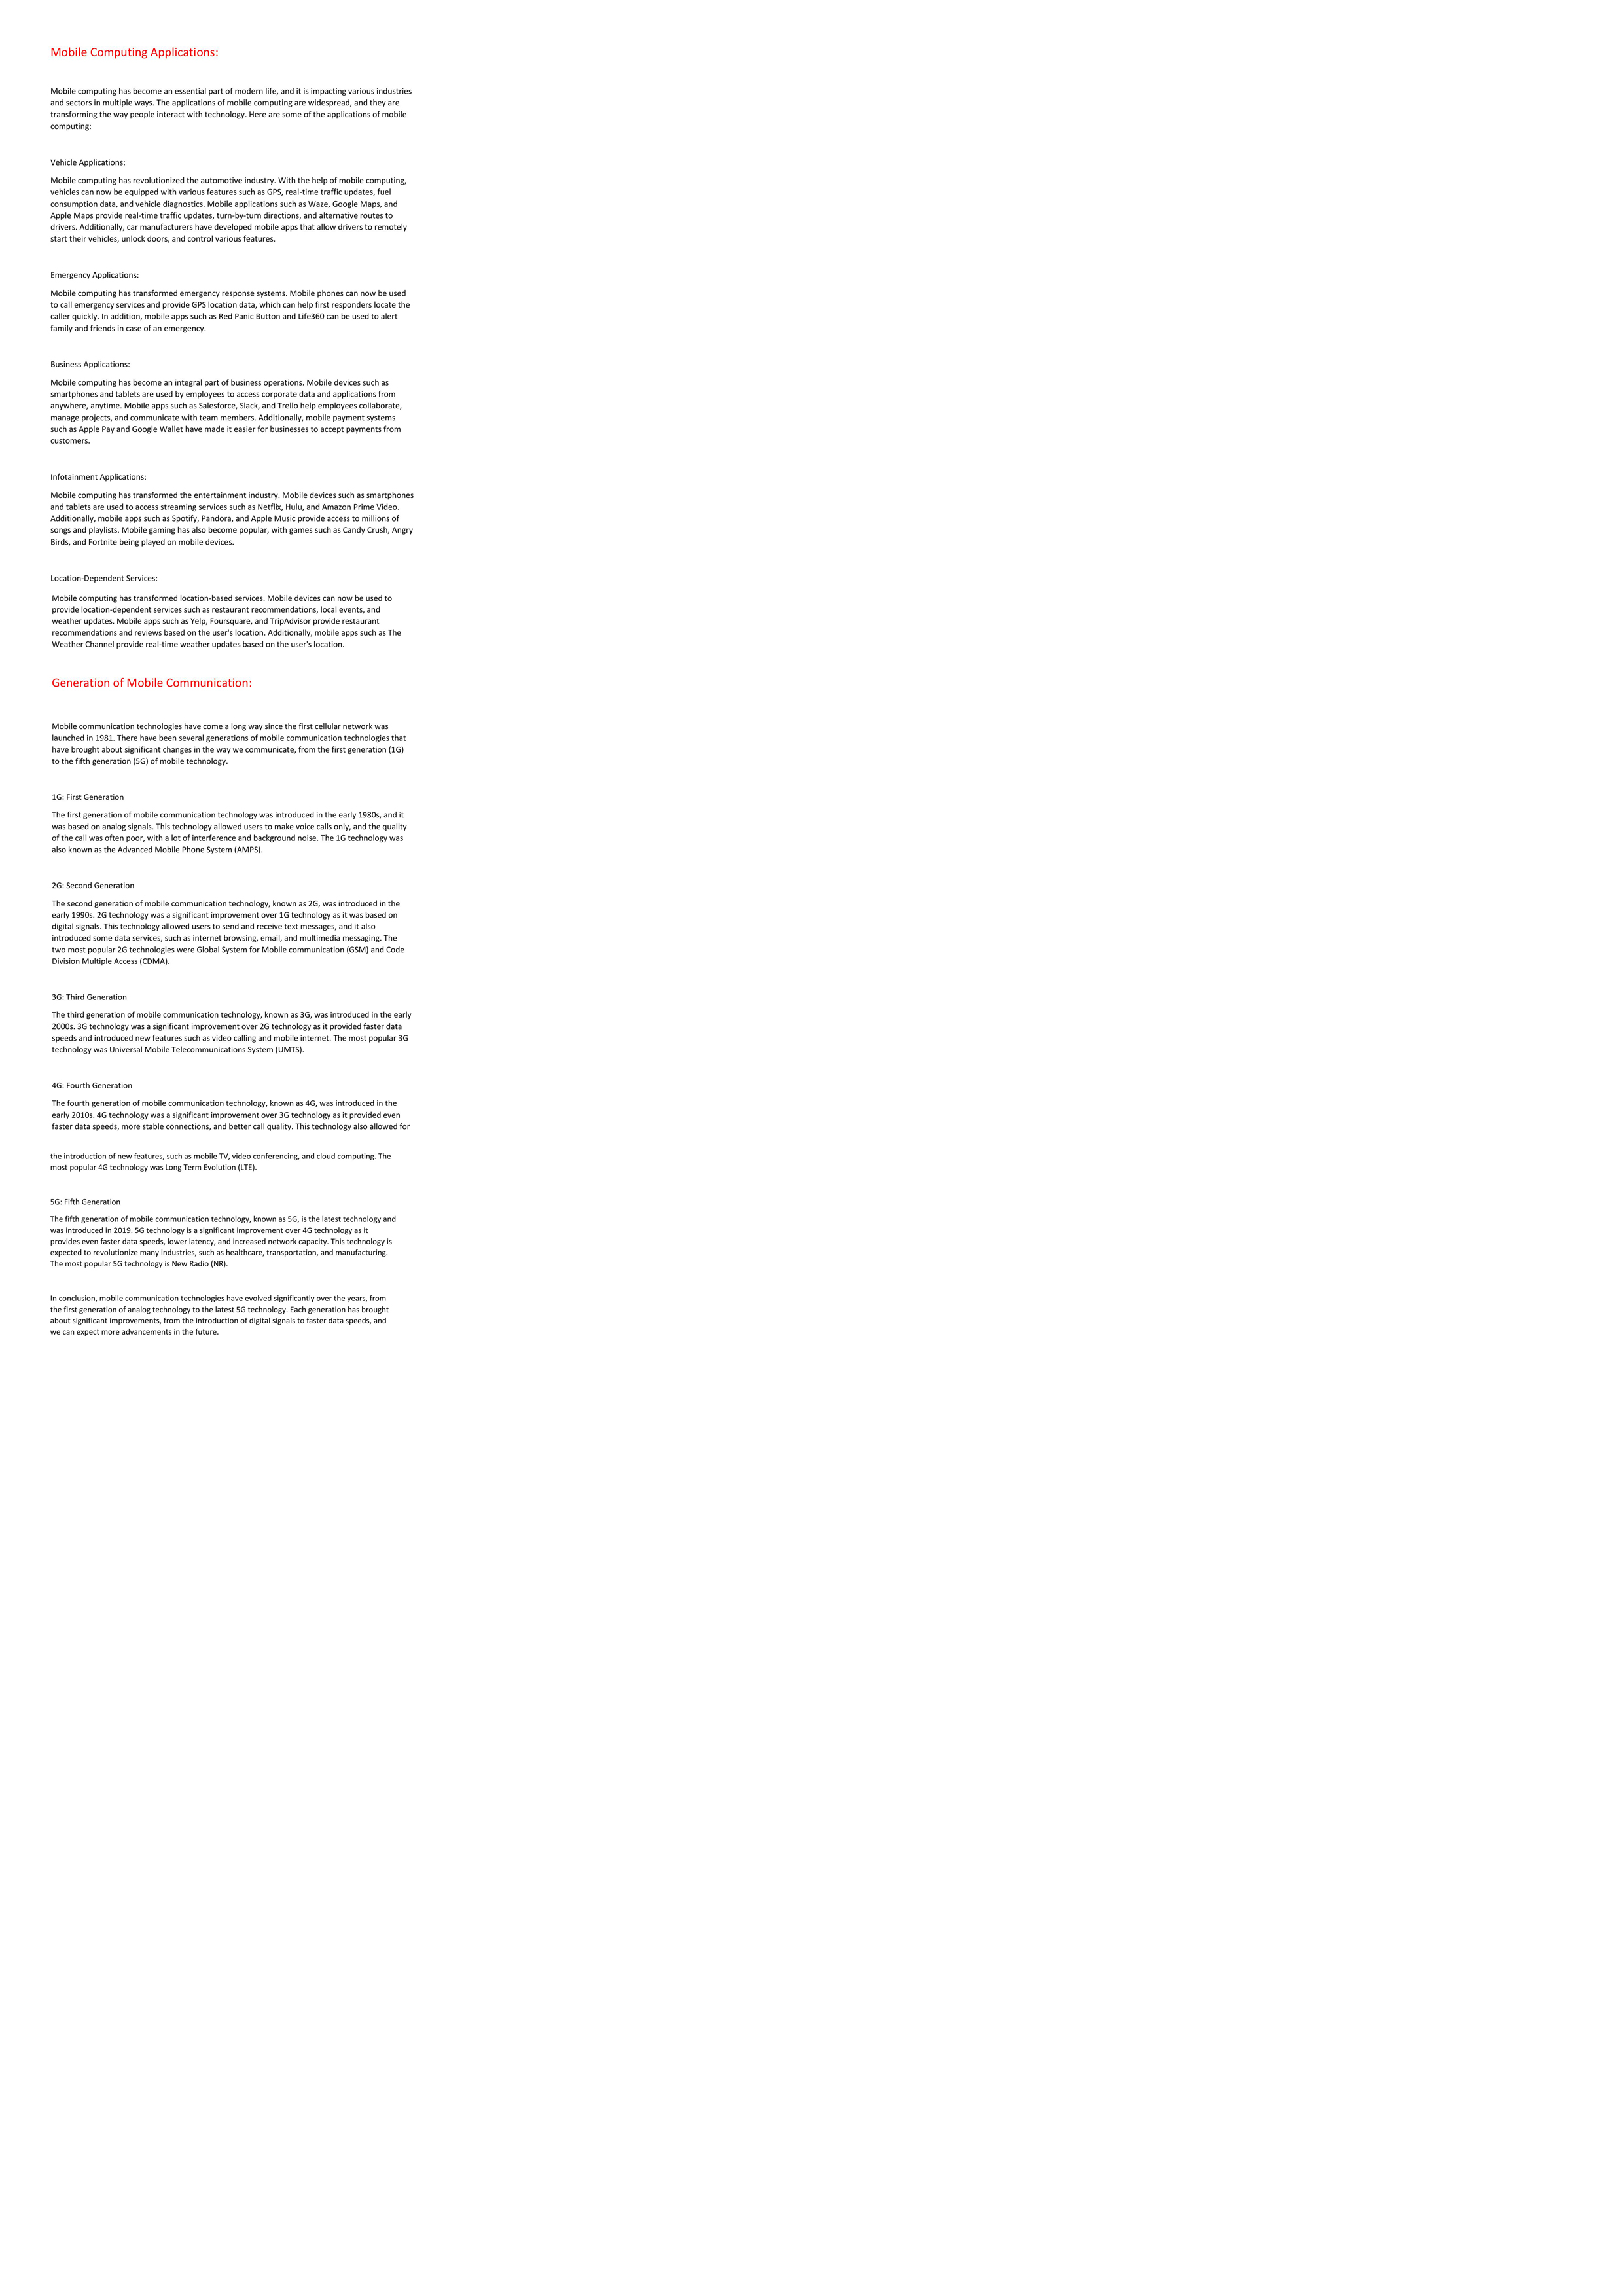 Mobile Computing Applications:
Mobile computing has become an essential part of modern life, and it is impacting various industries
and sectors in multiple ways. The applications of mobile computing are widespread, and they are
transforming the way people interact with technology. Here are some of the applications of mobile
computing:
Vehicle Applications:
Mobile computing has revolutionized the automotive industry. With the help of mobile computing,
vehicles can now be equipped with various features such as GPS, real-time traffic updates, fuel
consumption data, and vehicle diagnostics. Mobile applications such as Waze, Google Maps, and
Apple Maps provide real-time traffic updates, turn-by-turn directions, and alternative routes to
drivers. Additionally, car manufacturers have developed mobile apps that allow drivers to remotely
start their vehicles, unlock doors, and control various features.
Emergency Applications:
Mobile computing has transformed emergency response systems. Mobile phones can now be used
to call emergency services and provide GPS location data, which can help first responders locate the
caller quickly. In addition, mobile apps such as Red Panic Button and Life360 can be used to alert
family and friends in case of an emergency.
Business Applications:
Mobile computing has become an integral part of business operations. Mobile devices such as
smartphones and tablets are used by employees to access corporate data and applications from
anywhere, anytime. Mobile apps such as Salesforce, Slack, and Trello help employees collaborate,
manage projects, and communicate with team members. Additionally, mobile payment systems
such as Apple Pay and Google Wallet have made it easier for businesses to accept payments from
customers.
Infotainment Applications:
Mobile computing has transformed the entertainment industry. Mobile devices such as smartphones
and tablets are used to access streaming services such as Netflix, Hulu, and Amazon Prime Video.
Additionally, mobile apps such as Spotify, Pandora, and Apple Music provide access to millions of
songs and playlists. Mobile gaming has also become popular, with games such as Candy Crush, Angry
Birds, and Fortnite being played on mobile devices.
Location-Dependent Services:
Mobile computing has transformed location-based services. Mobile devices can now be used to
provide location-dependent services such as restaurant recommendations, local events, and
weather updates. Mobile apps such as Yelp, Foursquare, and TripAdvisor provide restaurant
recommendations and reviews based on the user's location. Additionally, mobile apps such as The
Weather Channel provide real-time weather updates based on the user's location.
Generation of Mobile Communication:
Mobile communication technologies have come a long way since the first cellular network was
launched in 1981. There have been several generations of mobile communication technologies that
have brought about significant changes in the way we communicate, from the first generation (1G)
to the fifth generation (5G) of mobile technology.
1G: First Generation
The first generation of mobile communication technology was introduced in the early 1980s, and it
was based on analog signals. This technology allowed users to make voice calls only, and the quality
of the call was often poor, with a lot of interference and background noise. The 1G technology was
also known as the Advanced Mobile Phone System (AMPS).
2G: Second Generation
The second generation of mobile communication technology, known as 2G, was introduced in the
early 1990s. 2G technology was a significant improvement over 1G technology as it was based on
digital signals. This technology allowed users to send and receive text messages, and it also
introduced some data services, such as internet browsing, email, and multimedia messaging. The
two most popular 2G technologies were Global System for Mobile communication (GSM) and Code
Division Multiple Access (CDMA).
3G: Third Generation
The third generation of mobile communication technology, known as 3G, was introduced in the early
2000s. 3G technology was a significant improvement over 2G technology as it provided faster data
speeds and introduced new features such as video calling and mobile internet. The most popular 3G
technology was Universal Mobile Telecommunications System (UMTS).
4G: Fourth Generation
The fourth generation of mobile communication technology, known as 4G, was introduced in the
early 2010s. 4G technology was a significant improvement over 3G technology as it provided even
faster data speeds, more stable connections, and better call quality. This technology also allowed for
the introduction of new features, such as mobile TV, video conferencing, and cloud computing. The
most popular 4G technology was Long Term Evolution (LTE).
5G: Fifth Generation
The fifth generation of mobile communication technology, known as 5G, is the latest technology and
was introduced in 2019. 5G technology is a significant improvement over 4G technology as it
provides even faster data speeds, lower latency, and increased network capacity. This technology is
expected to revolutionize many industries, such as healthcare, transportation, and manufacturing.
The most popular 5G technology is New Radio (NR).
In conclusion, mobile communication technologies have evolved significantly over the years, from
the first generation of analog technology to the latest 5G technology. Each generation has brought
about significant improvements, from the introduction of digital signals to faster data speeds, and
we can expect more advancements in the future.